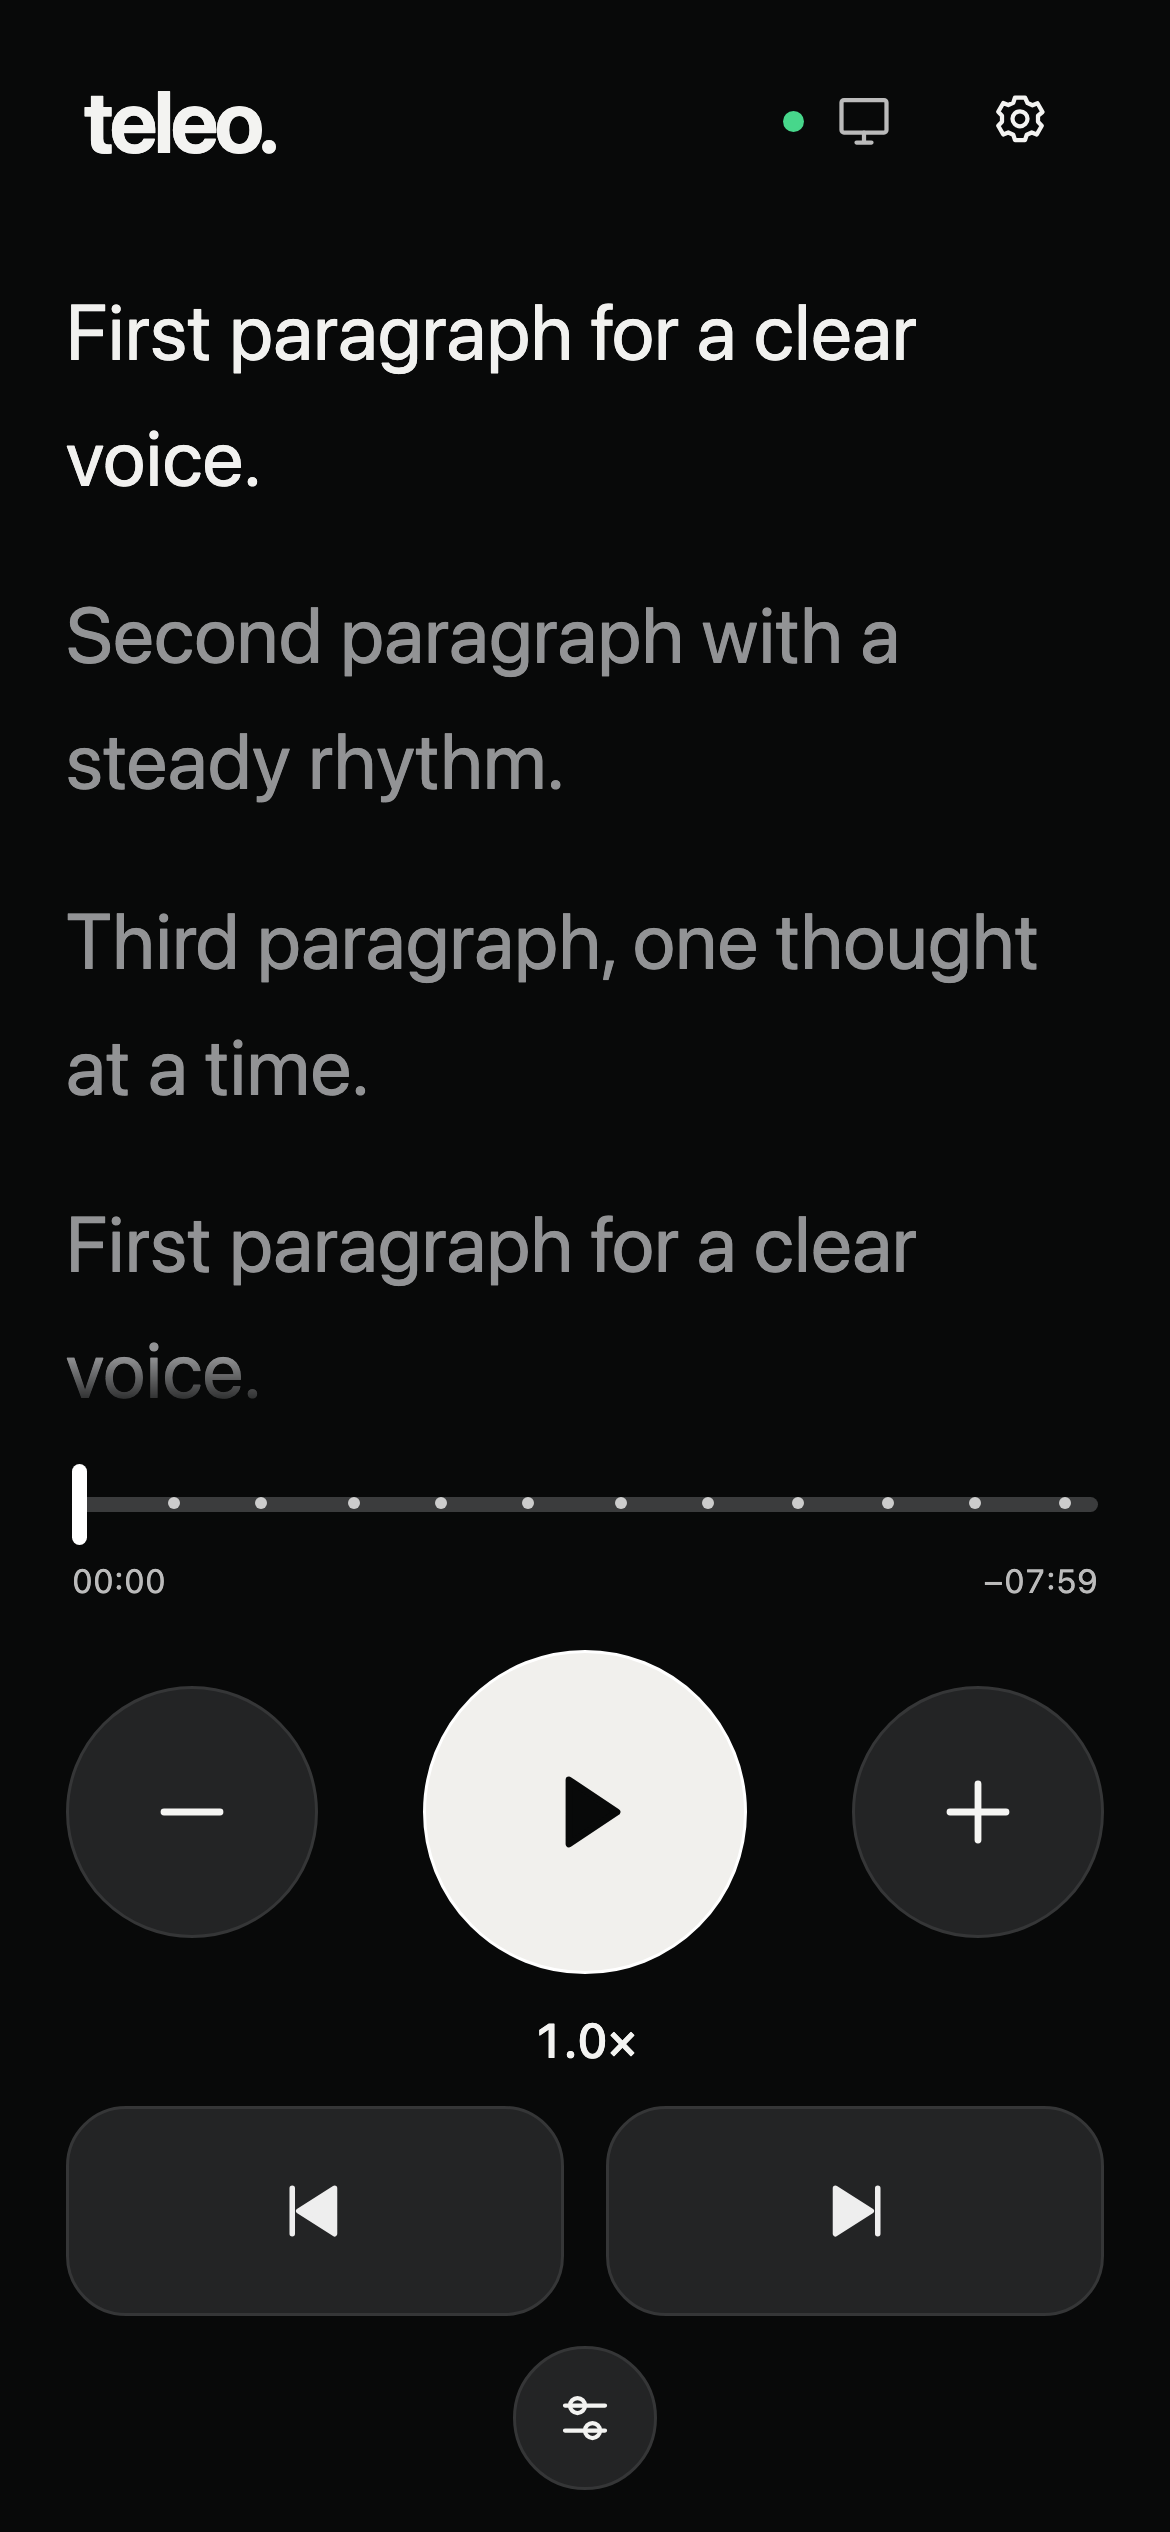 teleo.
First paragraph for a clear
voice.
Second paragraph with a
steady rhythm.
Third paragraph, one thought
at a time.
First paragraph for a clear
voice.
00:00
–07:59
1.0×